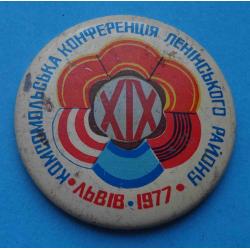 КОМСОМОЛЬСЬКА КОНФЕРЕНЦІЯ ЛЕНІНСЬКОГО РАЙОНУ
XIX
• ЛЬВІВ • 1977 •